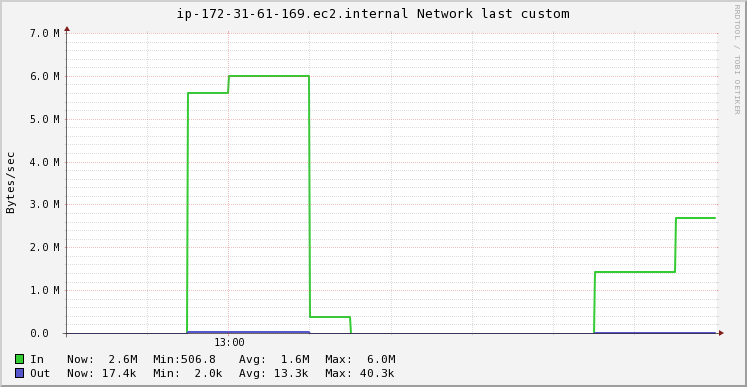 ip-172-31-61-169.ec2.internal Network last custom
RRDTOOL / TOBI OETIKER
Bytes/sec
7.0 M
6.0 M
5.0 M
4.0 M
3.0 M
2.0 M
1.0 M
0.0
13:00
In Now: 2.6M Min:506.8 Avg: 1.6M Max: 6.0M
Out Now: 17.4k Min: 2.0k Avg: 13.3k Max: 40.3k